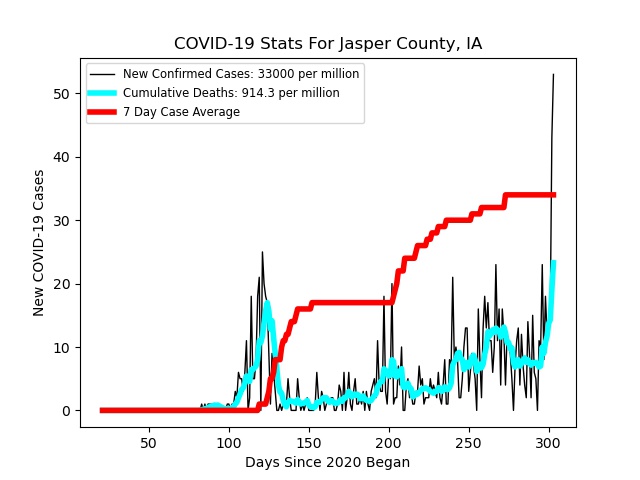 COVID-19 Stats For Jasper County, IA
New Confirmed Cases: 33000 per million
Cumulative Deaths: 914.3 per million
7 Day Case Average
New COVID-19 Cases
50
40
30
20
10
0
50 100 150 200 250 300
Days Since 2020 Began